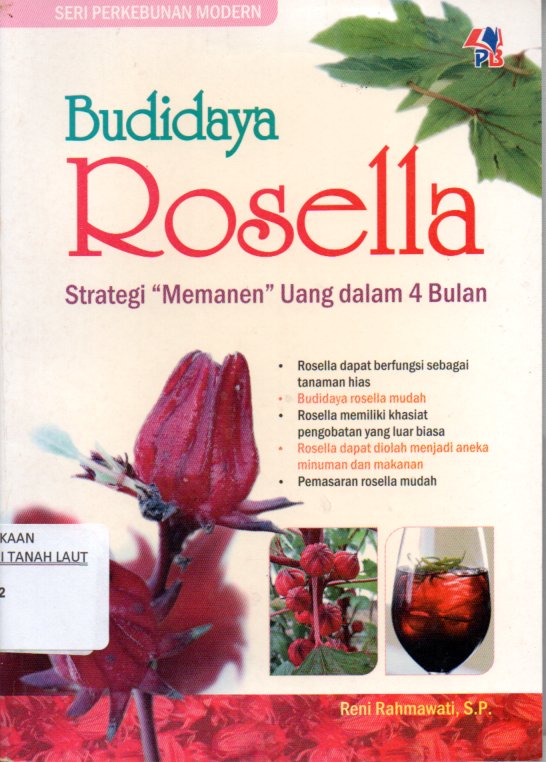 SERI PERKEBUNAN MODERN
PB
Budidaya
Rosella
Strategi “Memanen” Uang dalam 4 Bulan
• Rosella dapat berfungsi sebagai
tanaman hias
• Budidaya rosella mudah
• Rosella memiliki khasiat
pengobatan yang luar biasa
• Rosella dapat diolah menjadi aneka
minuman dan makanan
• Pemasaran rosella mudah
KAAN
I TANAH LAUT
2
Reni Rahmawati, S.P.